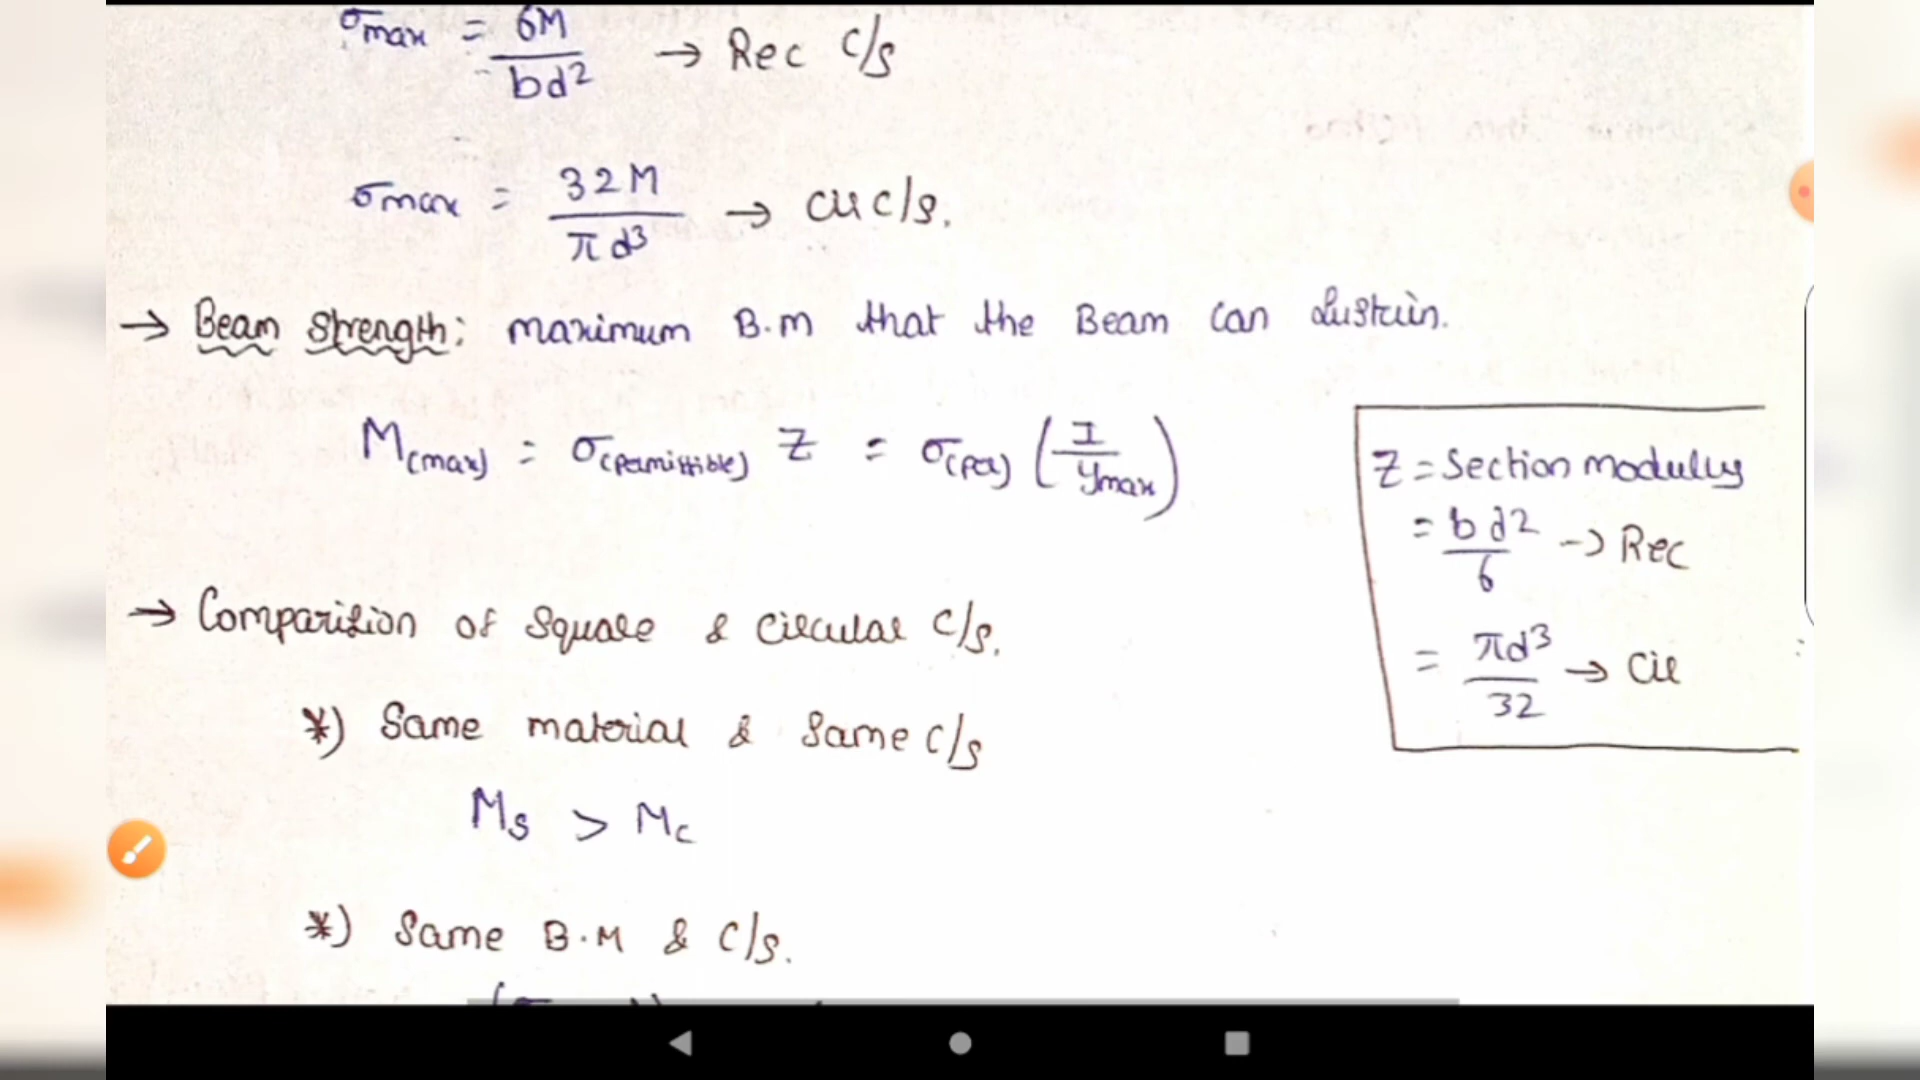 σmax = 6M / bd² → Rec C/s
σmax = 32M / πd³ → Cir C/s.
→ Beam strength: maximum B.M that the Beam Can sustain.
M(max) = σ(permissible) Z = σ(per) (I / ymax)
Z = Section modulus
= bd² / 6 → Rec
= πd³ / 32 → Cir
→ Comparision of Square & Circular C/s.
*) Same material & Same C/s
Ms > Mc
*) Same B.M & C/s.